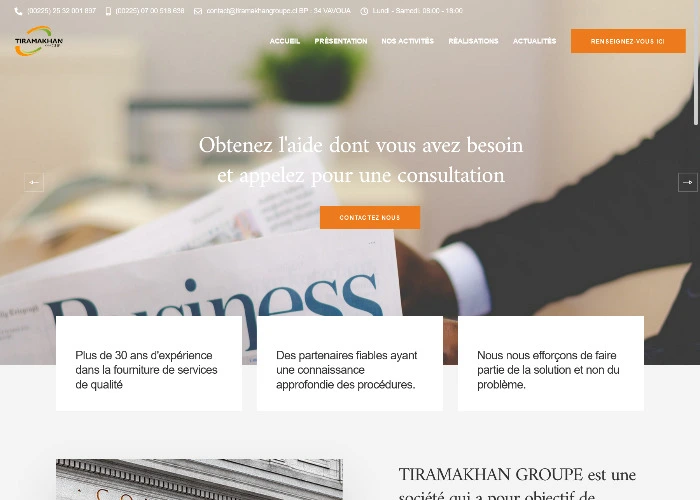 (00225) 25 32 001 897 (00225) 07 00 518 638 contact@tiramakhangroupe.ci BP : 34 VAVOUA Lundi - Samedi: 08:00 - 18:00
TIRAMAKHAN
GROUPE
ACCUEIL PRÉSENTATION NOS ACTIVITÉS RÉALISATIONS ACTUALITÉS RENSEIGNEZ-VOUS ICI
Obtenez l'aide dont vous avez besoin
et appelez pour une consultation
CONTACTEZ NOUS
Business
Plus de 30 ans d'expérience
dans la fourniture de services
de qualité
Des partenaires fiables ayant
une connaissance
approfondie des procédures.
Nous nous efforçons de faire
partie de la solution et non du
problème.
TIRAMAKHAN GROUPE est une
société qui a pour objectif de